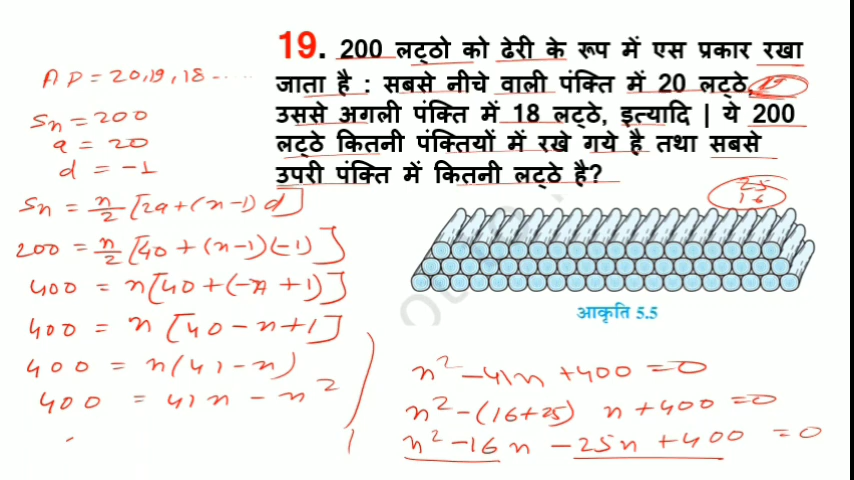 19. 200 लट्ठो को ढेरी के रूप में एस प्रकार रखा
जाता है : सबसे नीचे वाली पंक्ति में 20 लट्ठे, 19
उससे अगली पंक्ति में 18 लट्ठे, इत्यादि | ये 200
लट्ठे कितनी पंक्तियों में रखे गये है तथा सबसे
उपरी पंक्ति में कितनी लट्ठे है?
AP = 20, 19, 18 ....
Sn = 200
a = 20
d = -1
Sn = n/2 [2a + (n-1) d]
200 = n/2 [40 + (n-1)(-1)]
400 = n[40 + (-n + 1)]
400 = n [40 - n + 1]
400 = n(41 - n)
400 = 41n - n²
25
16
आकृति 5.5
n² - 41n + 400 = 0
n² - (16+25) n + 400 = 0
n² - 16n - 25n + 400 = 0